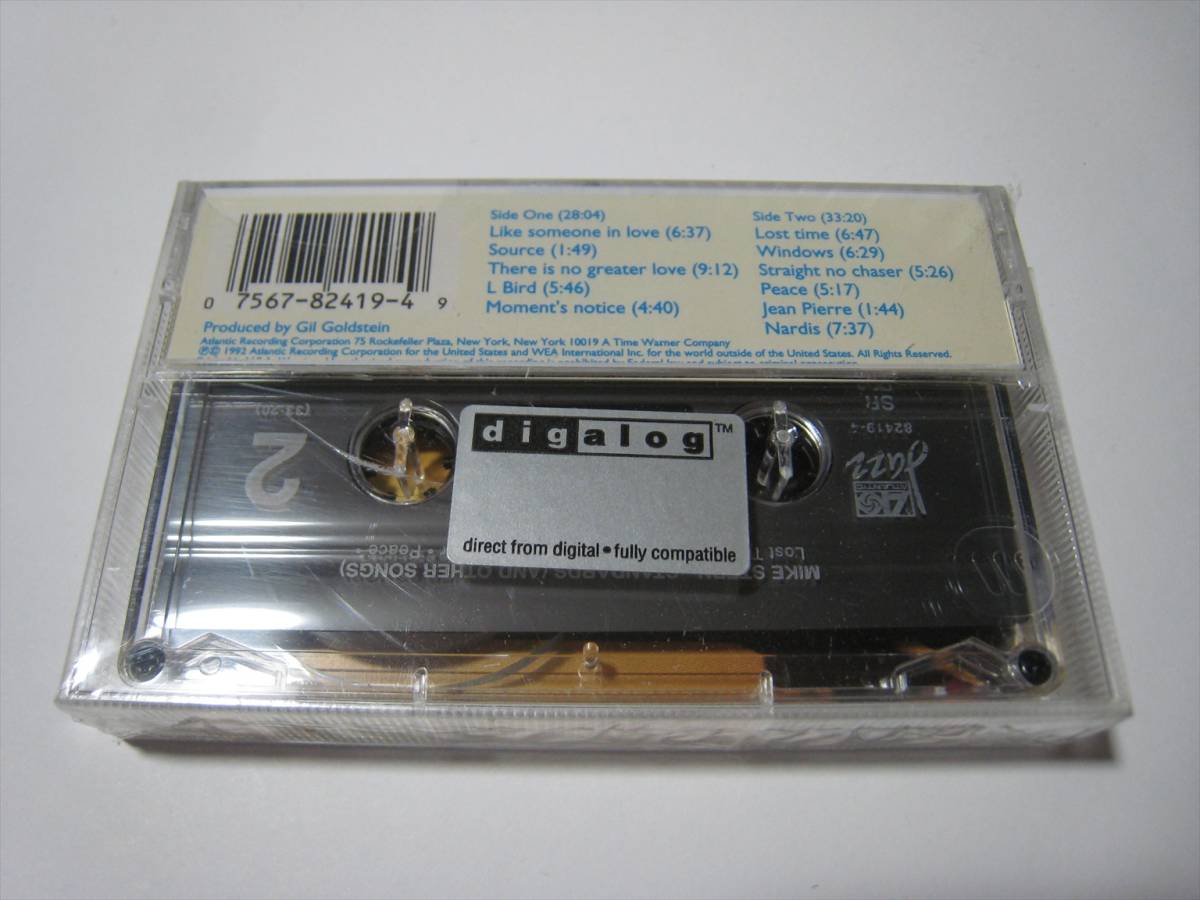 0 7567-82419-4 9
Side One (28:04)
Like someone in love (6:37)
Source (1:49)
There is no greater love (9:12)
L Bird (5:46)
Moment's notice (4:40)
Side Two (33:20)
Lost time (6:47)
Windows (6:29)
Straight no chaser (5:26)
Peace (5:17)
Jean Pierre (1:44)
Nardis (7:37)
Produced by Gil Goldstein
Atlantic Recording Corporation 75 Rockefeller Plaza, New York, New York 10019 A Time Warner Company
℗© 1992 Atlantic Recording Corporation for the United States and WEA International Inc. for the world outside of the United States. All Rights Reserved.
digalog™
direct from digital • fully compatible
2
(33:20)
Jazz
ATLANTIC
82419-4
SR
MIKE STANDARDS (AND OTHER SONGS)
Lost
• Peace •